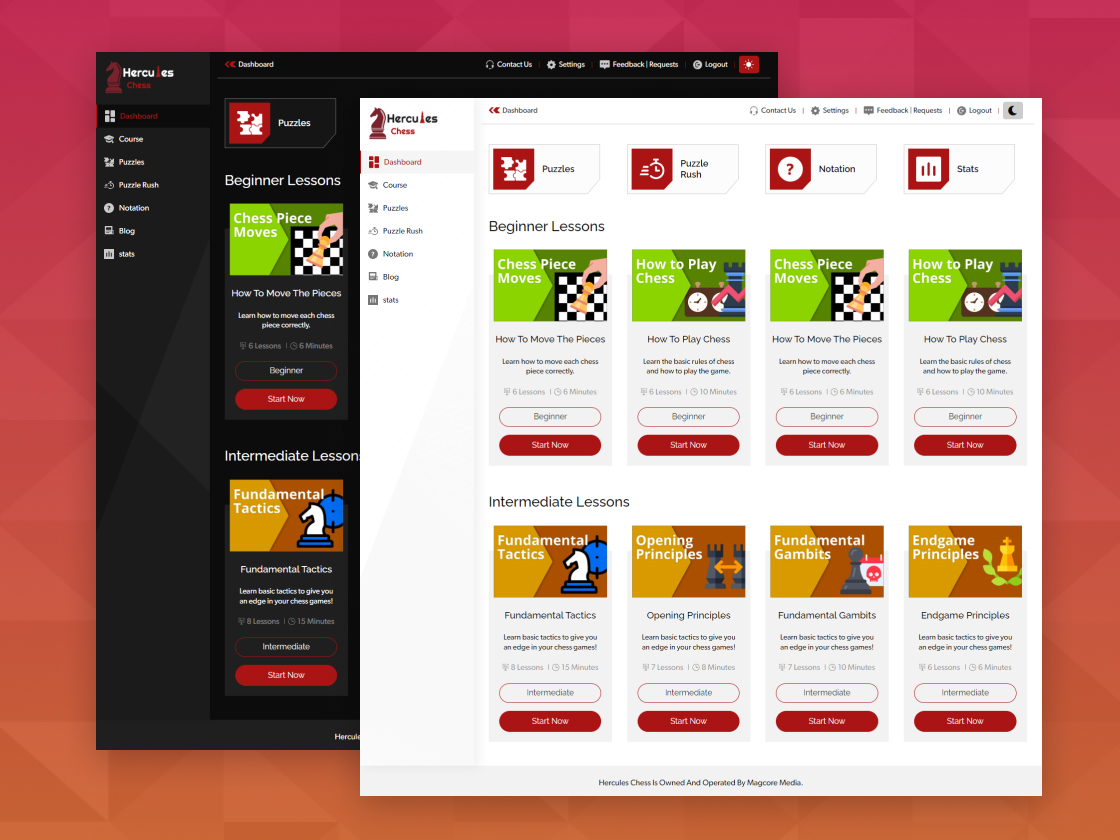 Hercules
Chess
Dashboard
Contact Us
Settings
Feedback | Requests
Logout
Dashboard
Course
Puzzles
Puzzle Rush
Notation
Blog
stats
Puzzles
Beginner Lessons
Chess Piece
Moves
How To Move The Pieces
Learn how to move each chess
piece correctly.
6 Lessons | 6 Minutes
Beginner
Start Now
Intermediate Lessons
Fundamental
Tactics
Fundamental Tactics
Learn basic tactics to give you
an edge in your chess games!
8 Lessons | 15 Minutes
Intermediate
Start Now
Hercules
Chess
Dashboard
Contact Us |
Settings |
Feedback | Requests |
Logout |
Dashboard
Course
Puzzles
Puzzle Rush
Notation
Blog
stats
Puzzles
Puzzle
Rush
Notation
Stats
Beginner Lessons
Chess Piece
Moves
How To Move The Pieces
Learn how to move each chess
piece correctly.
6 Lessons | 6 Minutes
Beginner
Start Now
How to Play
Chess
How To Play Chess
Learn the basic rules of chess
and how to play the game.
6 Lessons | 10 Minutes
Beginner
Start Now
Chess Piece
Moves
How To Move The Pieces
Learn how to move each chess
piece correctly.
6 Lessons | 6 Minutes
Beginner
Start Now
How to Play
Chess
How To Play Chess
Learn the basic rules of chess
and how to play the game.
6 Lessons | 10 Minutes
Beginner
Start Now
Intermediate Lessons
Fundamental
Tactics
Fundamental Tactics
Learn basic tactics to give you
an edge in your chess games!
8 Lessons | 15 Minutes
Intermediate
Start Now
Opening
Principles
Opening Principles
Learn basic tactics to give you
an edge in your chess games!
7 Lessons | 8 Minutes
Intermediate
Start Now
Fundamental
Gambits
Fundamental Gambits
Learn basic tactics to give you
an edge in your chess games!
7 Lessons | 10 Minutes
Intermediate
Start Now
Endgame
Principles
Endgame Principles
Learn basic tactics to give you
an edge in your chess games!
6 Lessons | 6 Minutes
Intermediate
Start Now
Hercules Chess Is Owned And Operated By Magcore Media.